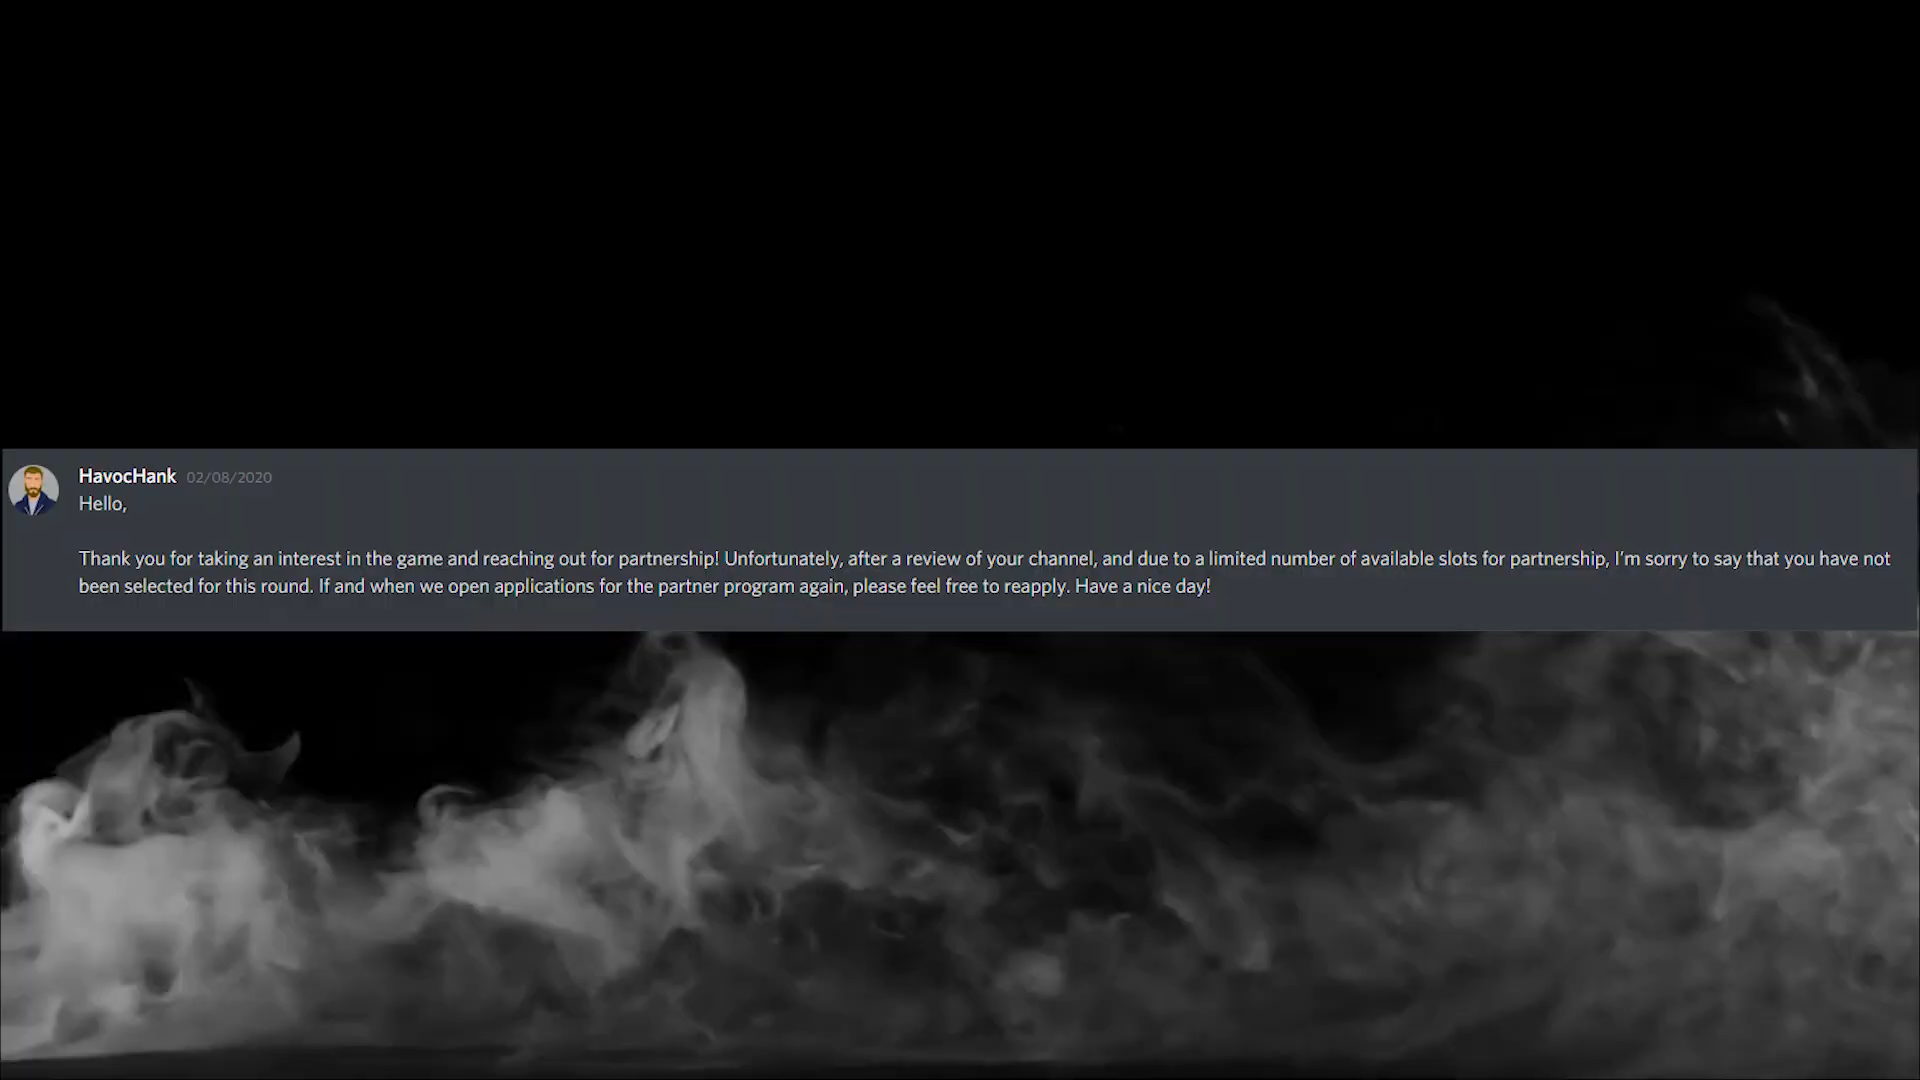 HavocHank 02/08/2020
Hello,
Thank you for taking an interest in the game and reaching out for partnership! Unfortunately, after a review of your channel, and due to a limited number of available slots for partnership, I'm sorry to say that you have not
been selected for this round. If and when we open applications for the partner program again, please feel free to reapply. Have a nice day!